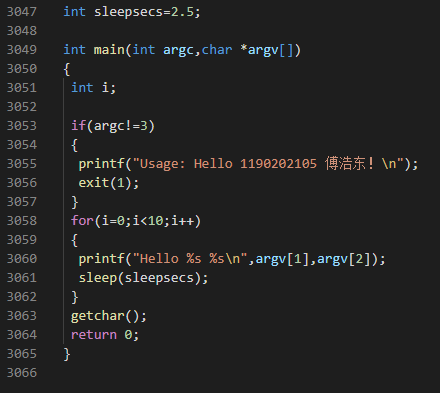 3047 int sleepsecs=2.5;
3048
3049 int main(int argc,char *argv[])
3050 {
3051 int i;
3052
3053 if(argc!=3)
3054 {
3055 printf("Usage: Hello 1190202105 傅浩东! \n");
3056 exit(1);
3057 }
3058 for(i=0;i<10;i++)
3059 {
3060 printf("Hello %s %s\n",argv[1],argv[2]);
3061 sleep(sleepsecs);
3062 }
3063 getchar();
3064 return 0;
3065 }
3066